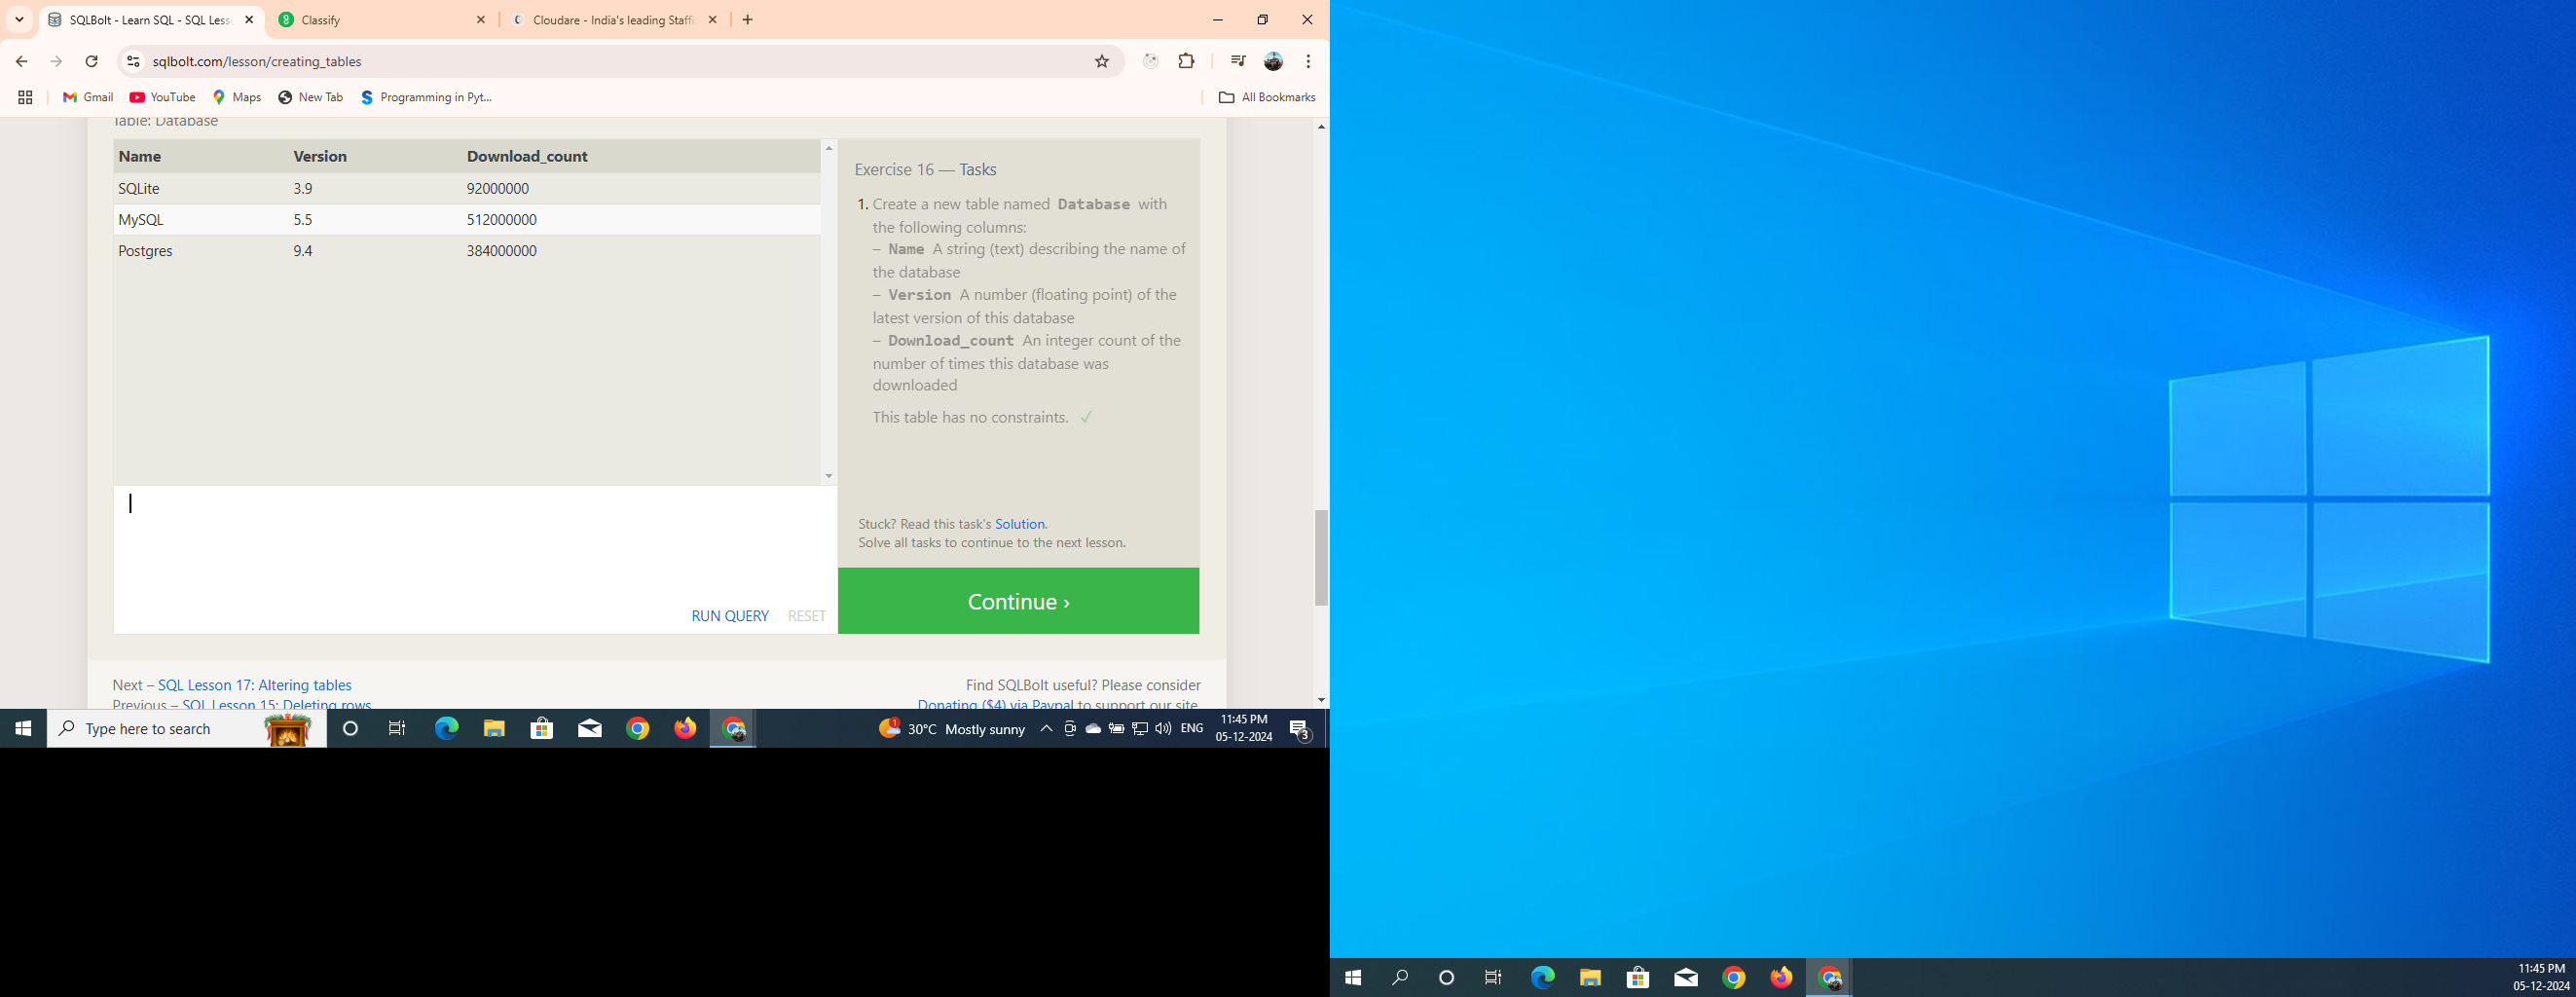 SQLBolt - Learn SQL - SQL Less
Classify
Cloudare - India's leading Staffi
sqlbolt.com/lesson/creating_tables
Gmail
YouTube
Maps
New Tab
Programming in Pyt...
All Bookmarks
Table: Database
Name Version Download_count
SQLite 3.9 92000000
MySQL 5.5 512000000
Postgres 9.4 384000000
Exercise 16 — Tasks
1. Create a new table named Database with
the following columns:
– Name A string (text) describing the name of
the database
– Version A number (floating point) of the
latest version of this database
– Download_count An integer count of the
number of times this database was
downloaded
This table has no constraints. ✓
Stuck? Read this task's Solution.
Solve all tasks to continue to the next lesson.
RUN QUERY RESET
Continue ›
Next – SQL Lesson 17: Altering tables
Previous – SQL Lesson 15: Deleting rows
Find SQLBolt useful? Please consider
Donating ($4) via Paypal to support our site.
Type here to search
1
30°C Mostly sunny
ENG
11:45 PM
05-12-2024
3
11:45 PM
05-12-2024